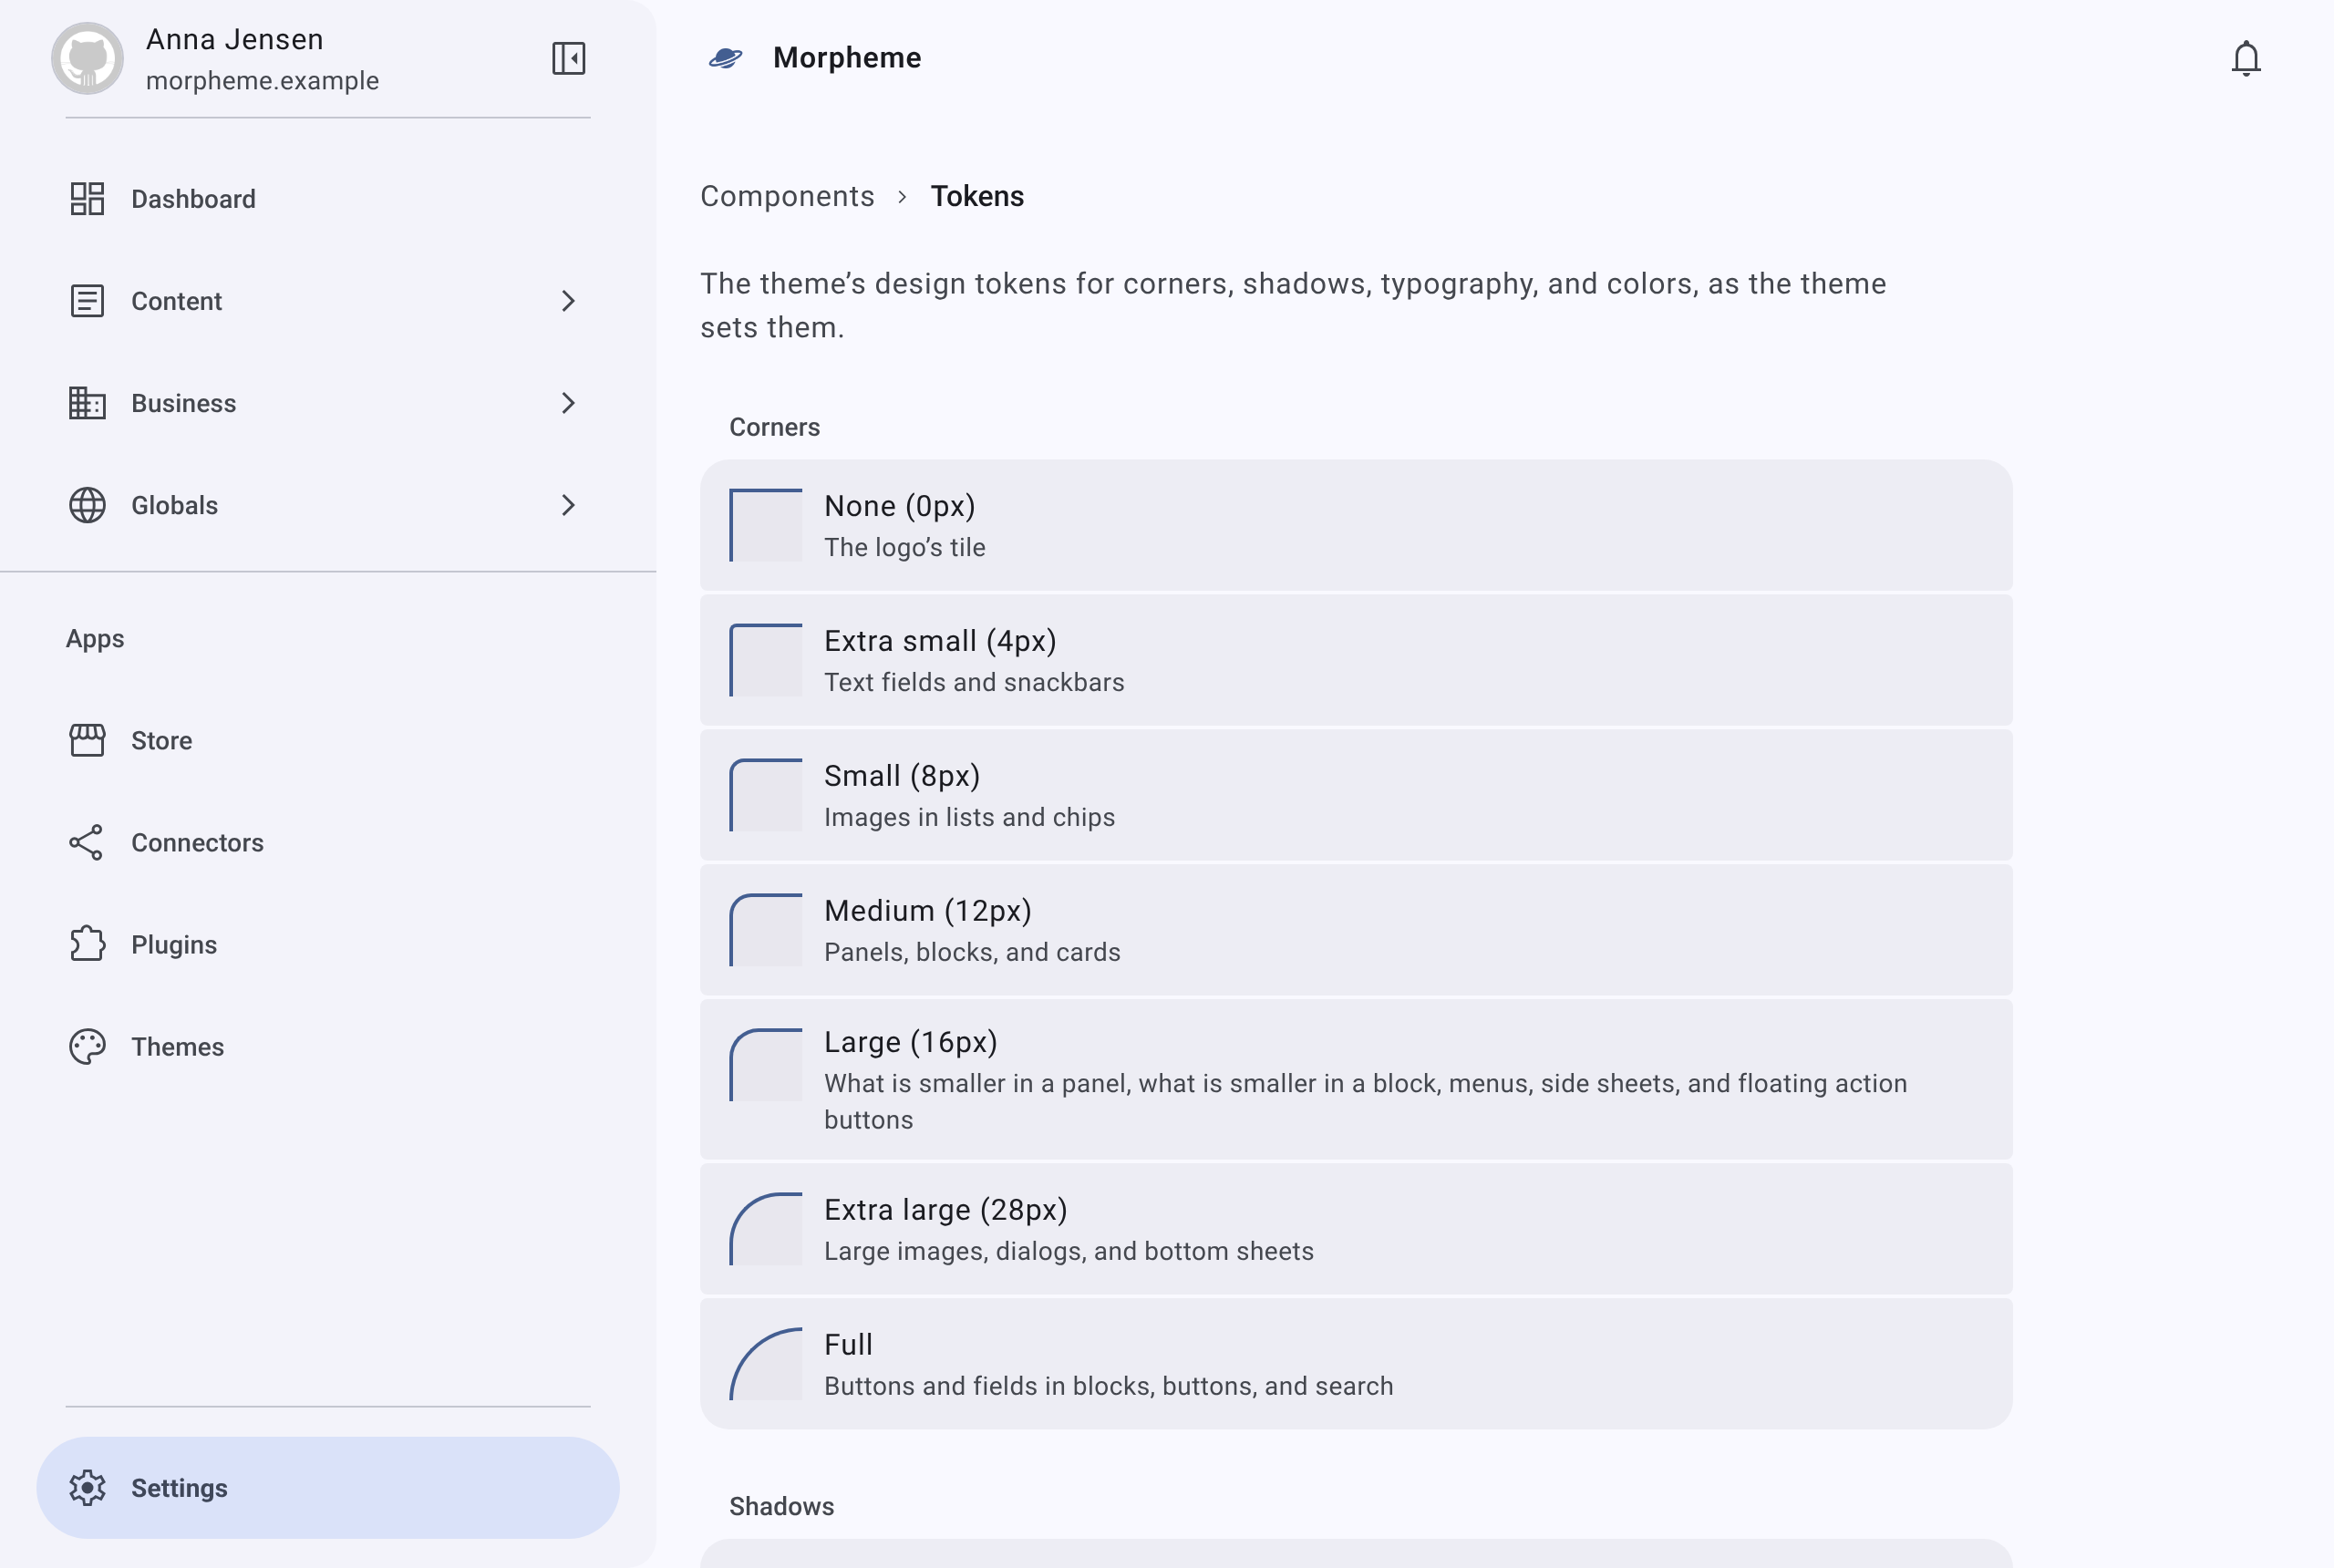 Anna Jensen
morpheme.example
Dashboard
Content
Business
Globals
Apps
Store
Connectors
Plugins
Themes
Settings
Morpheme
Components › Tokens
The theme’s design tokens for corners, shadows, typography, and colors, as the theme
sets them.
Corners
None (0px)
The logo’s tile
Extra small (4px)
Text fields and snackbars
Small (8px)
Images in lists and chips
Medium (12px)
Panels, blocks, and cards
Large (16px)
What is smaller in a panel, what is smaller in a block, menus, side sheets, and floating action
buttons
Extra large (28px)
Large images, dialogs, and bottom sheets
Full
Buttons and fields in blocks, buttons, and search
Shadows